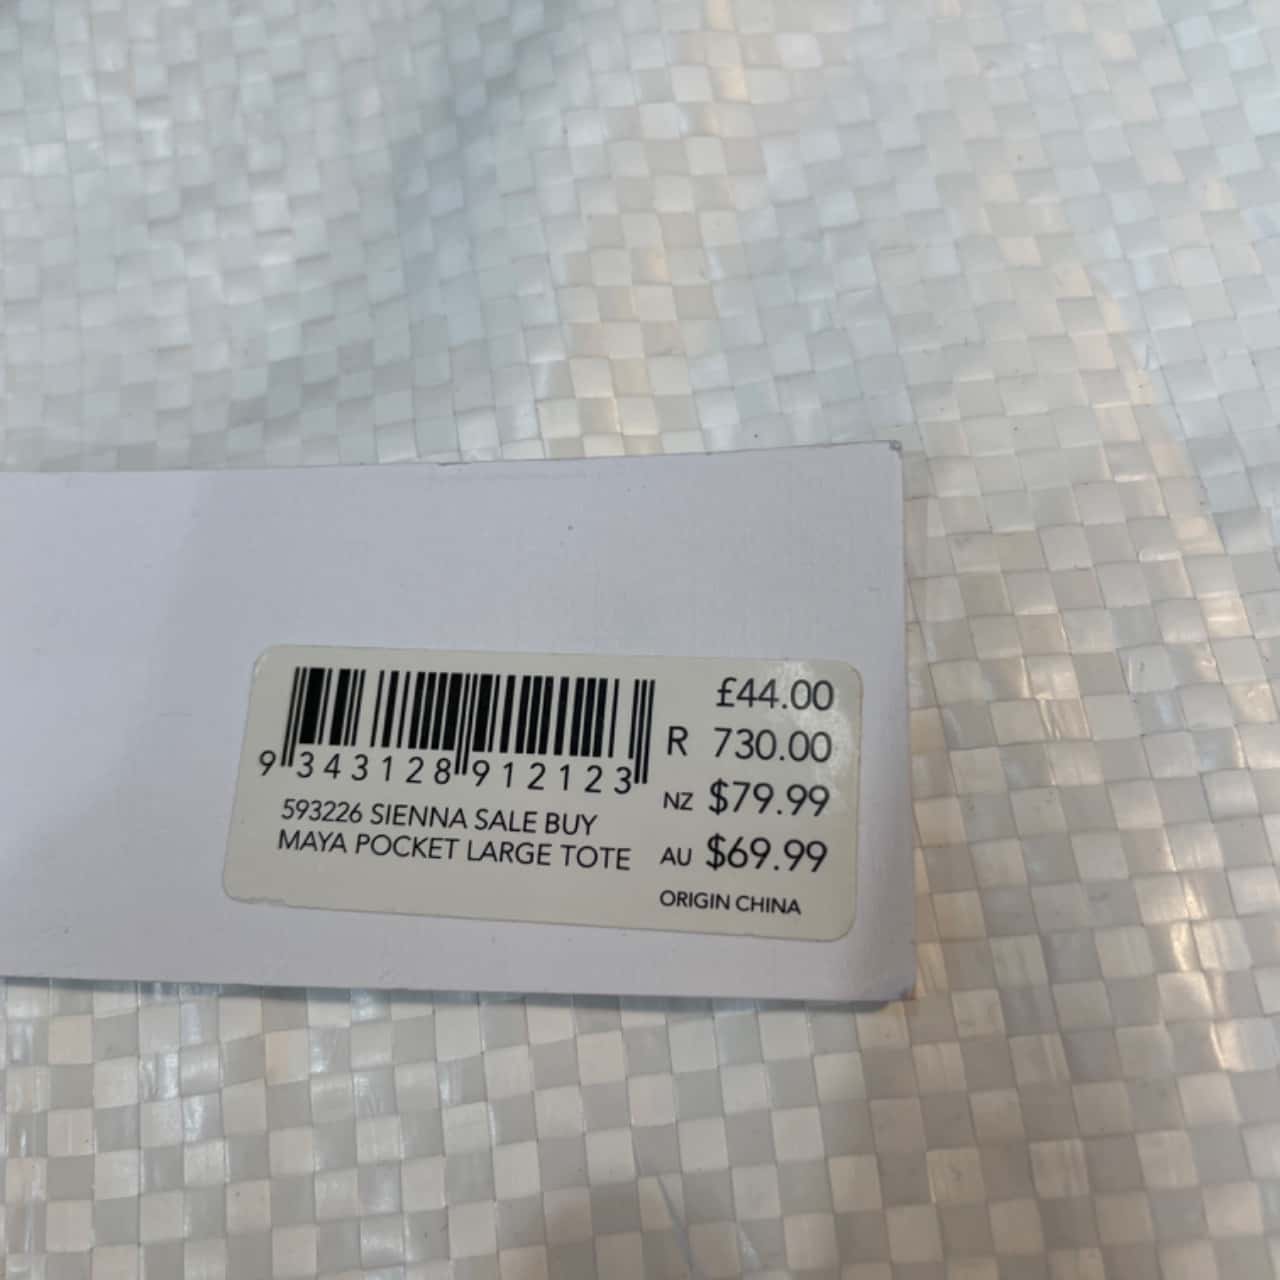 9 343128 912123
593226 SIENNA SALE BUY
MAYA POCKET LARGE TOTE
£44.00
R 730.00
NZ $79.99
AU $69.99
ORIGIN CHINA